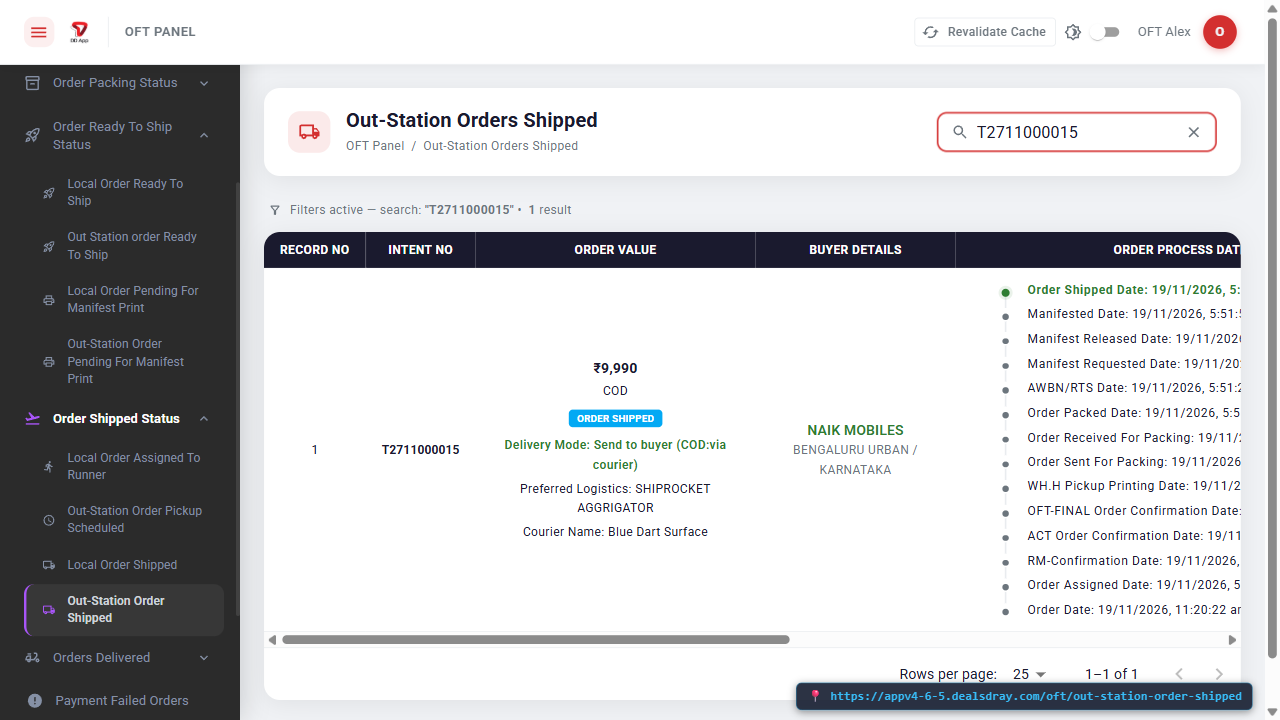 DD App
OFT PANEL
Revalidate Cache
OFT Alex
O
Order Packing Status
Order Ready To Ship
Status
Local Order Ready To
Ship
Out Station order Ready
To Ship
Local Order Pending For
Manifest Print
Out-Station Order
Pending For Manifest
Print
Order Shipped Status
Local Order Assigned To
Runner
Out-Station Order Pickup
Scheduled
Local Order Shipped
Out-Station Order
Shipped
Orders Delivered
Payment Failed Orders
Out-Station Orders Shipped
OFT Panel / Out-Station Orders Shipped
T2711000015
Filters active — search: "T2711000015" • 1 result
RECORD NO INTENT NO ORDER VALUE BUYER DETAILS ORDER PROCESS DAT
1
T2711000015
₹9,990
COD
ORDER SHIPPED
Delivery Mode: Send to buyer (COD:via
courier)
Preferred Logistics: SHIPROCKET
AGGRIGATOR
Courier Name: Blue Dart Surface
NAIK MOBILES
BENGALURU URBAN /
KARNATAKA
Order Shipped Date: 19/11/2026, 5:
Manifested Date: 19/11/2026, 5:51:5
Manifest Released Date: 19/11/2026
Manifest Requested Date: 19/11/20
AWBN/RTS Date: 19/11/2026, 5:51:2
Order Packed Date: 19/11/2026, 5:5
Order Received For Packing: 19/11/2
Order Sent For Packing: 19/11/2026
WH.H Pickup Printing Date: 19/11/2
OFT-FINAL Order Confirmation Date:
ACT Order Confirmation Date: 19/11
RM-Confirmation Date: 19/11/2026,
Order Assigned Date: 19/11/2026, 5
Order Date: 19/11/2026, 11:20:22 a
Rows per page: 25 1–1 of 1
https://appv4-6-5.dealsdray.com/oft/out-station-order-shipped